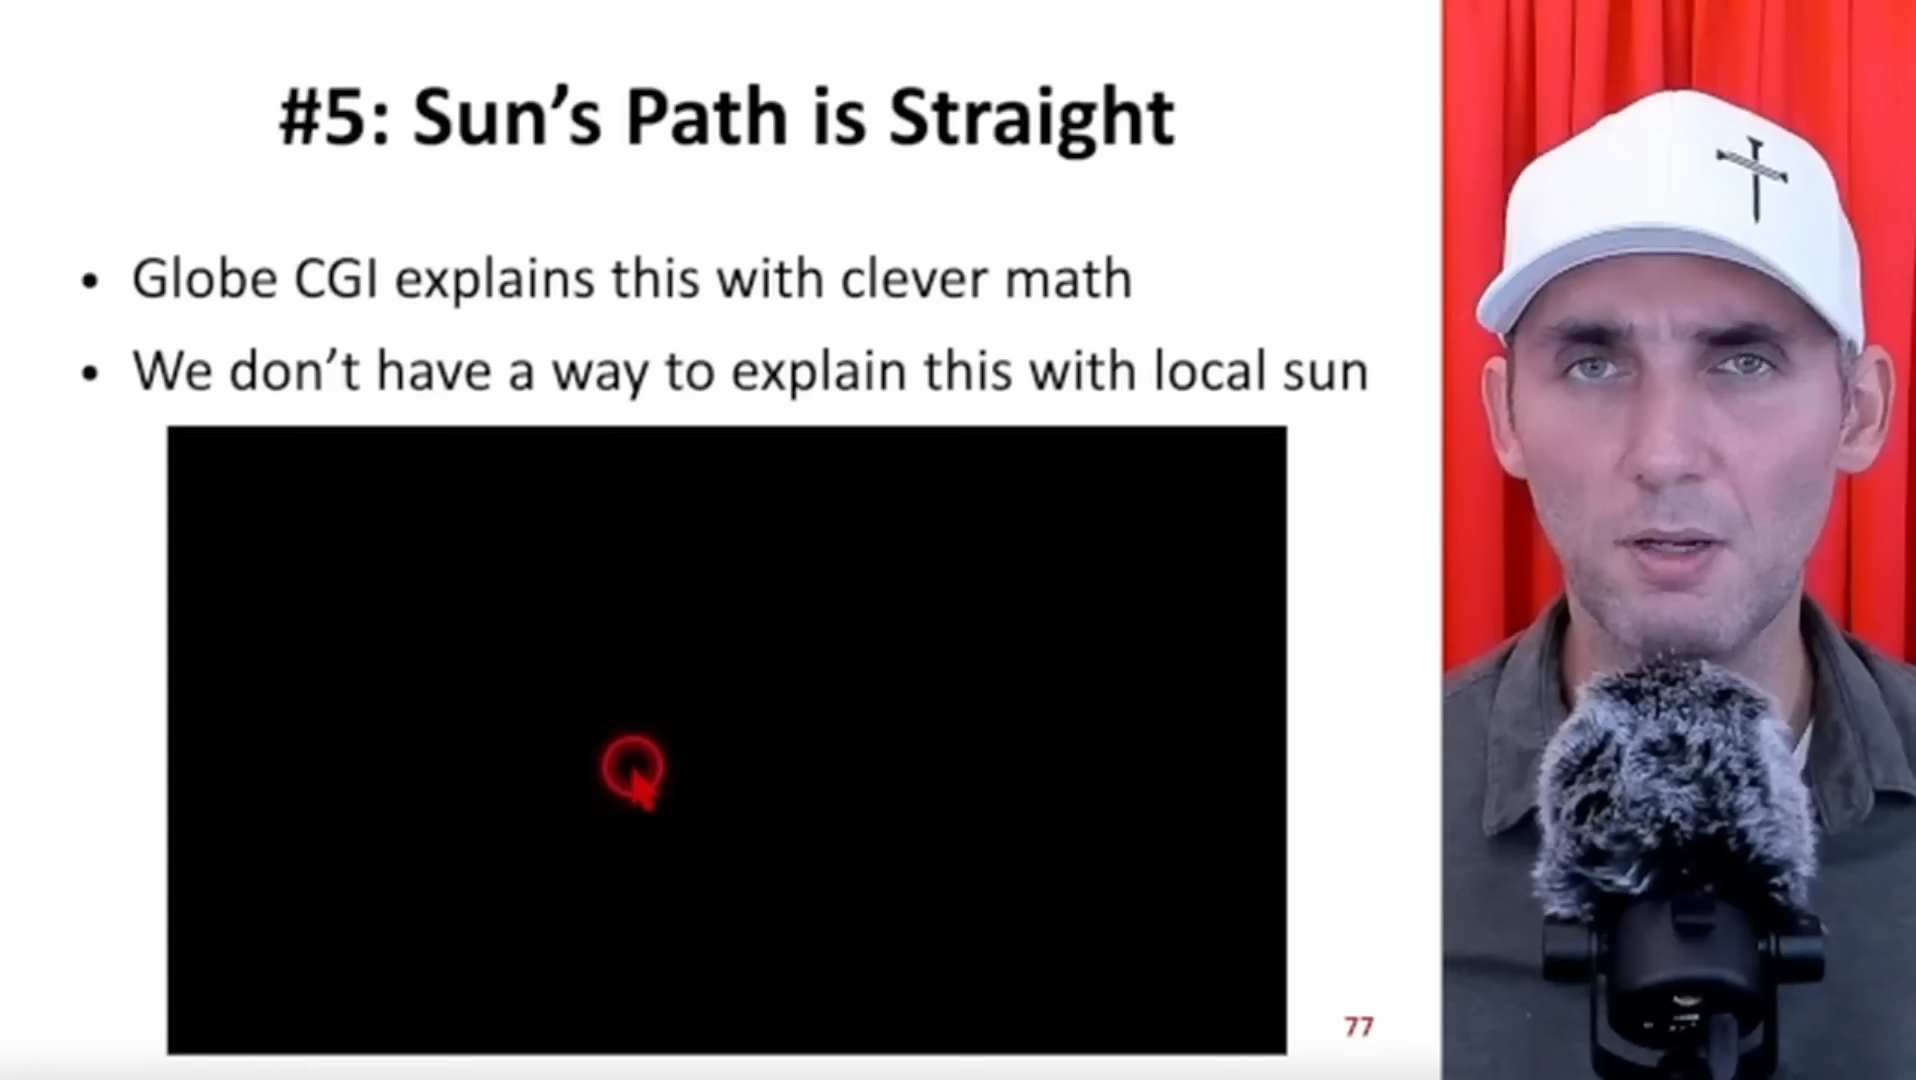 #5: Sun’s Path is Straight
• Globe CGI explains this with clever math
• We don’t have a way to explain this with local sun
77